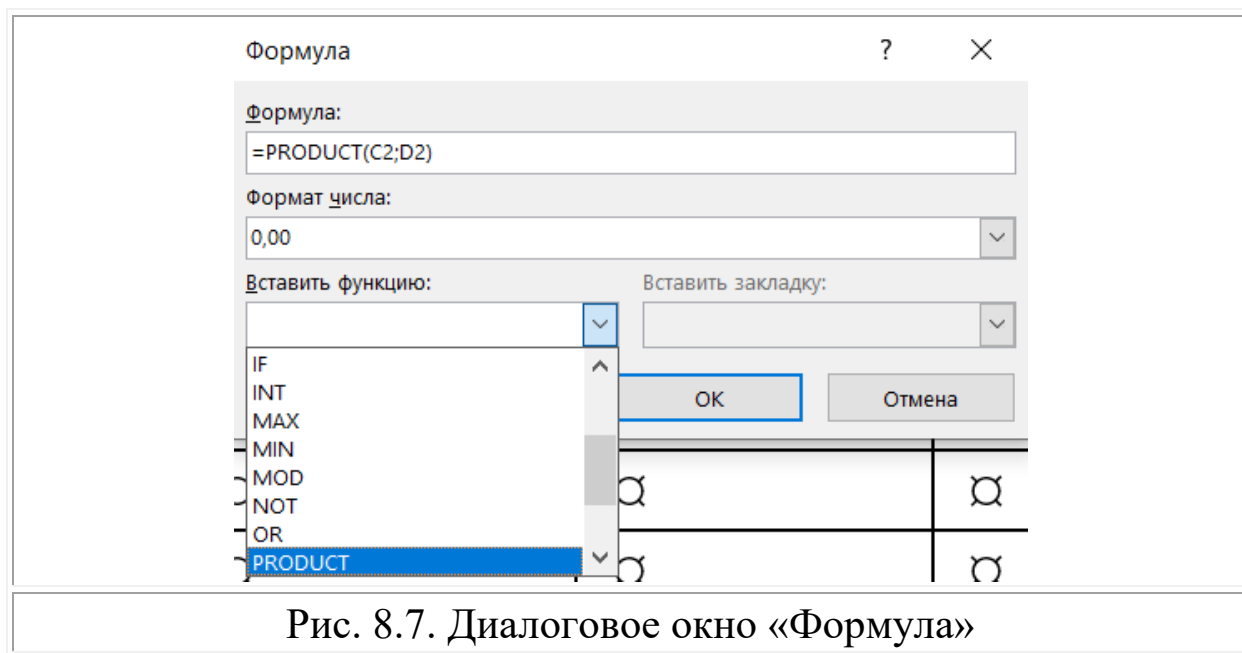 Формула ?
Формула:
=PRODUCT(C2;D2)
Формат числа:
0,00
Вставить функцию: Вставить закладку:
IF
INT
MAX
MIN
MOD
NOT
OR
PRODUCT
ОК Отмена
¤ ¤
¤ ¤
Рис. 8.7. Диалоговое окно «Формула»